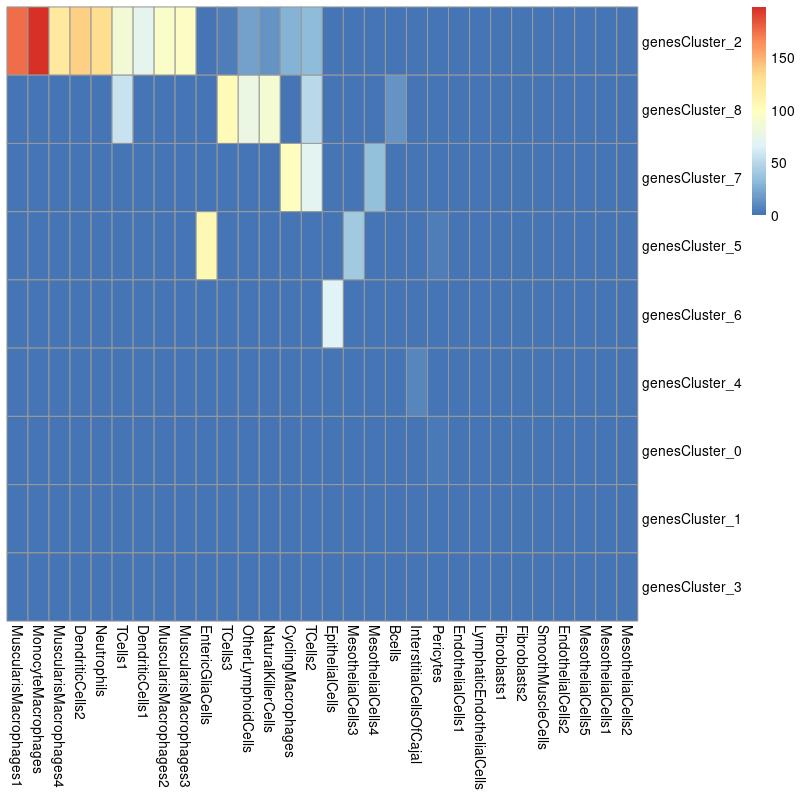 genesCluster_2
genesCluster_8
genesCluster_7
genesCluster_5
genesCluster_6
genesCluster_4
genesCluster_0
genesCluster_1
genesCluster_3
150
100
50
0
MuscularisMacrophages1
MonocyteMacrophages
MuscularisMacrophages4
DendriticCells2
Neutrophils
TCells1
DendriticCells1
MuscularisMacrophages2
MuscularisMacrophages3
EntericGliaCells
TCells3
OtherLymphoidCells
NaturalKillerCells
CyclingMacrophages
TCells2
EpithelialCells
MesothelialCells3
MesothelialCells4
Bcells
InterstitialCellsOfCajal
Pericytes
EndothelialCells1
LymphaticEndothelialCells
Fibroblasts1
Fibroblasts2
SmoothMuscleCells
EndothelialCells2
MesothelialCells5
MesothelialCells1
MesothelialCells2